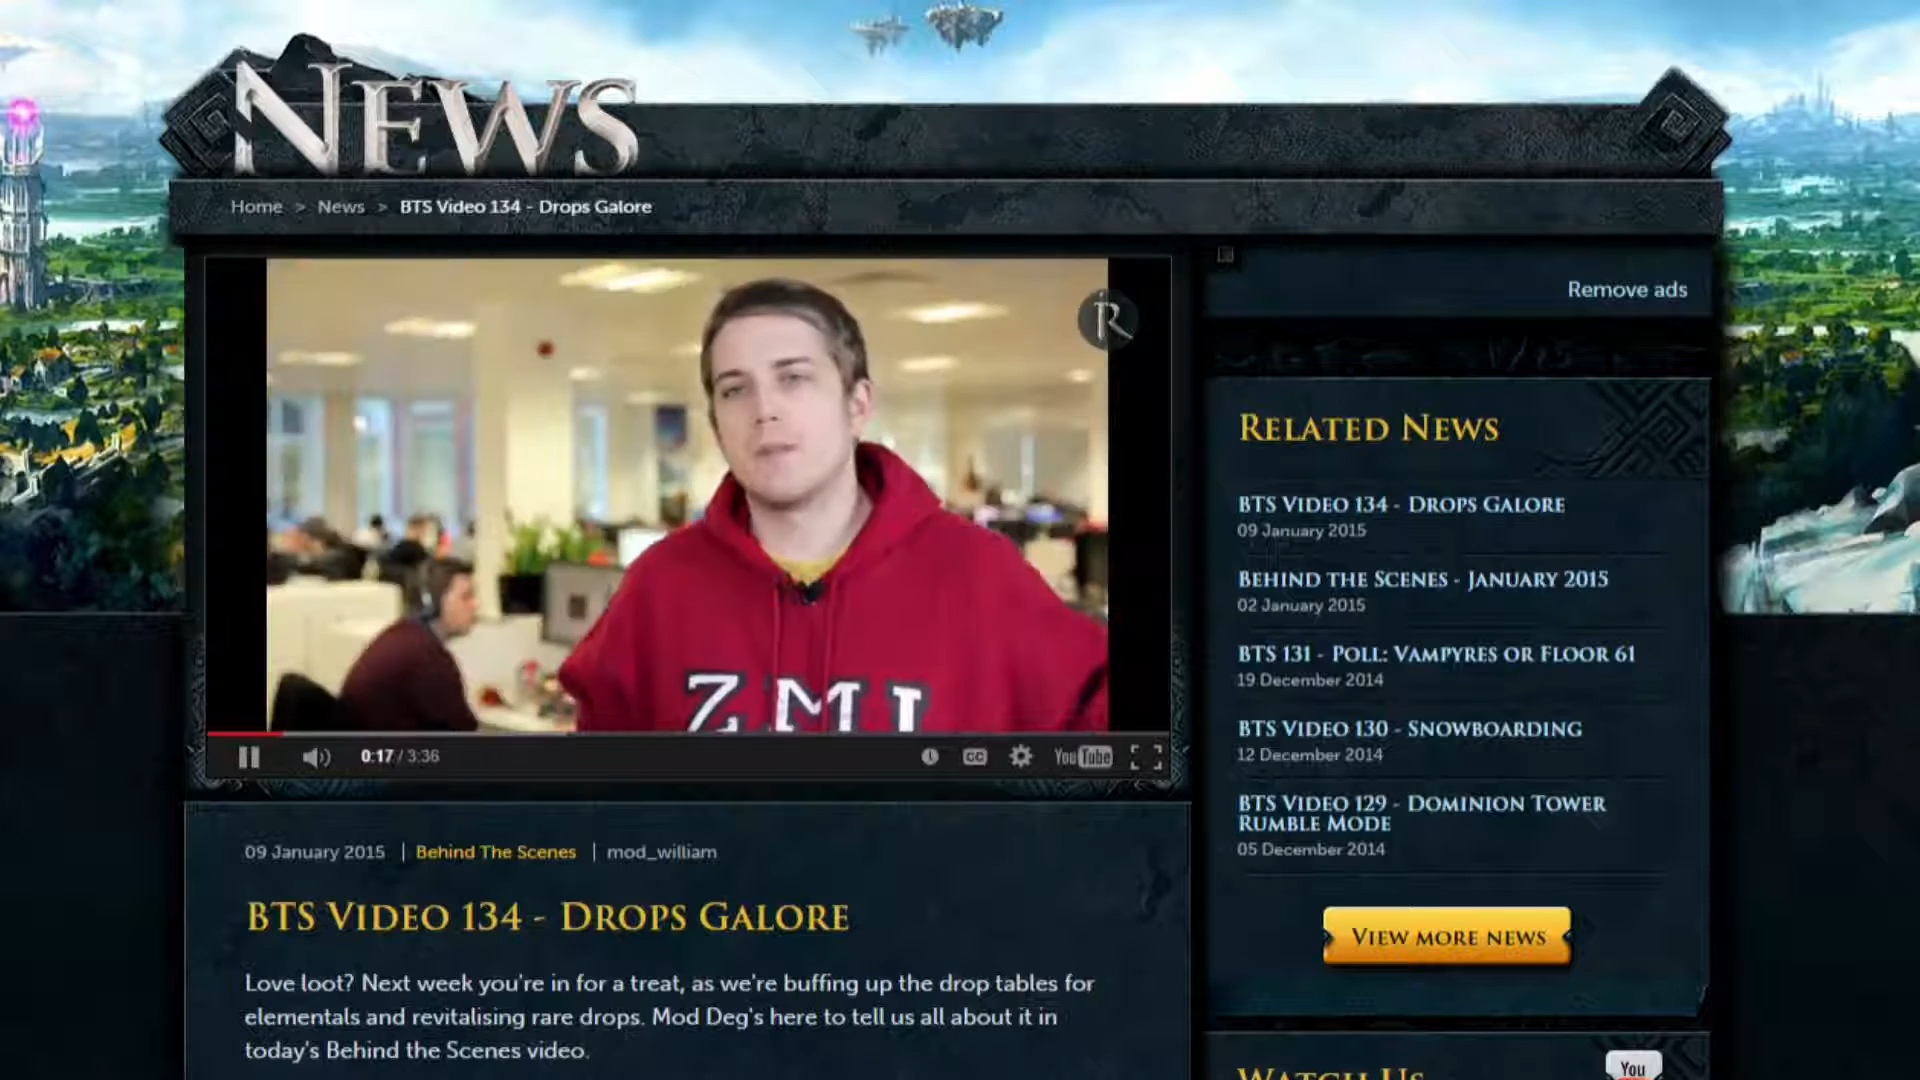 NEWS
Home > News > BTS Video 134 - Drops Galore
R
ZMI
0:17 / 3:36
CC
YouTube
09 January 2015 | Behind The Scenes | mod_william
BTS VIDEO 134 - DROPS GALORE
Love loot? Next week you're in for a treat, as we're buffing up the drop tables for
elementals and revitalising rare drops. Mod Deg's here to tell us all about it in
today's Behind the Scenes video.
Remove ads
RELATED NEWS
BTS VIDEO 134 - DROPS GALORE
09 January 2015
BEHIND THE SCENES - JANUARY 2015
02 January 2015
BTS 131 - POLL: VAMPYRES OR FLOOR 61
19 December 2014
BTS VIDEO 130 - SNOWBOARDING
12 December 2014
BTS VIDEO 129 - DOMINION TOWER
RUMBLE MODE
05 December 2014
VIEW MORE NEWS
WATCH US
You